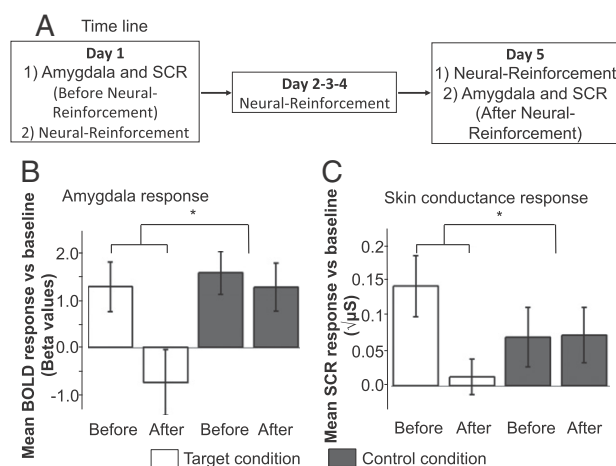 A
Time line
Day 1
1) Amygdala and SCR
(Before Neural-
Reinforcement)
2) Neural-Reinforcement
Day 2-3-4
Neural-Reinforcement
Day 5
1) Neural-Reinforcement
2) Amygdala and SCR
(After Neural-
Reinforcement)
B
Amygdala response
*
Mean BOLD response vs baseline
(Beta values)
2.0
1.0
0.0
-1.0
Before After Before After
C
Skin conductance response
*
Mean SCR response vs baseline
(√μS)
0.2
0.15
0.1
0.05
0.0
Before After Before After
Target condition
Control condition